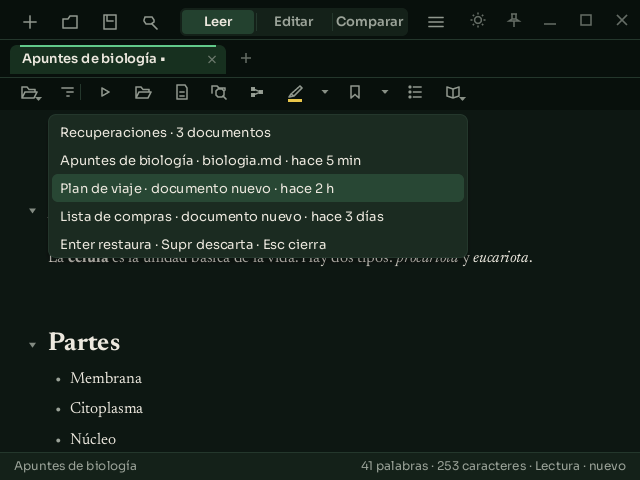 Leer Editar Comparar
Apuntes de biología
Recuperaciones · 3 documentos
Apuntes de biología · biologia.md · hace 5 min
Plan de viaje · documento nuevo · hace 2 h
Lista de compras · documento nuevo · hace 3 días
Enter restaura · Supr descarta · Esc cierra
La célula es la unidad básica de la vida. Hay dos tipos: procariota y eucariota.
Partes
• Membrana
• Citoplasma
• Núcleo
Apuntes de biología 41 palabras · 253 caracteres · Lectura · nuevo